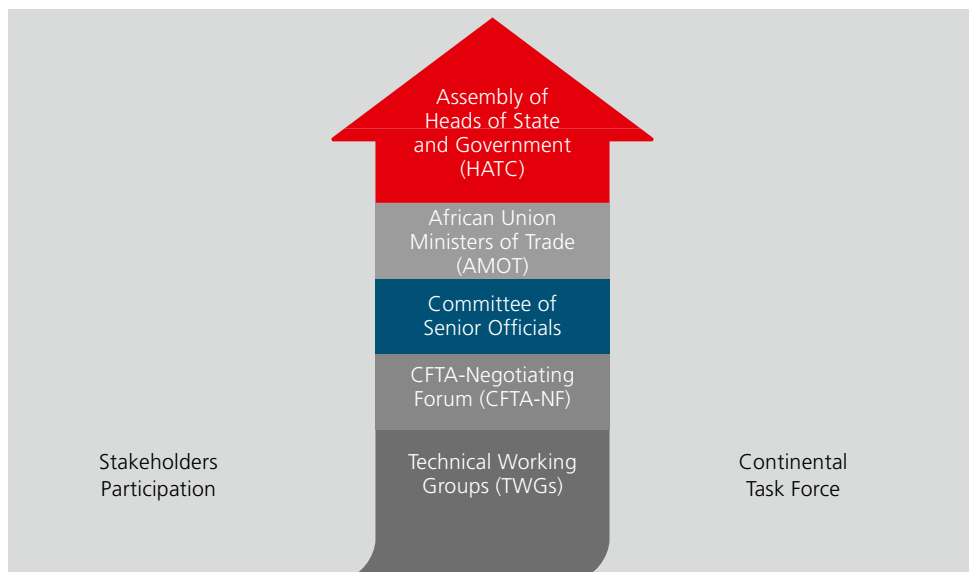 Assembly of
Heads of State
and Government
(HATC)
African Union
Ministers of Trade
(AMOT)
Committee of
Senior Officials
CFTA-Negotiating
Forum (CFTA-NF)
Stakeholders
Participation
Technical Working
Groups (TWGs)
Continental
Task Force